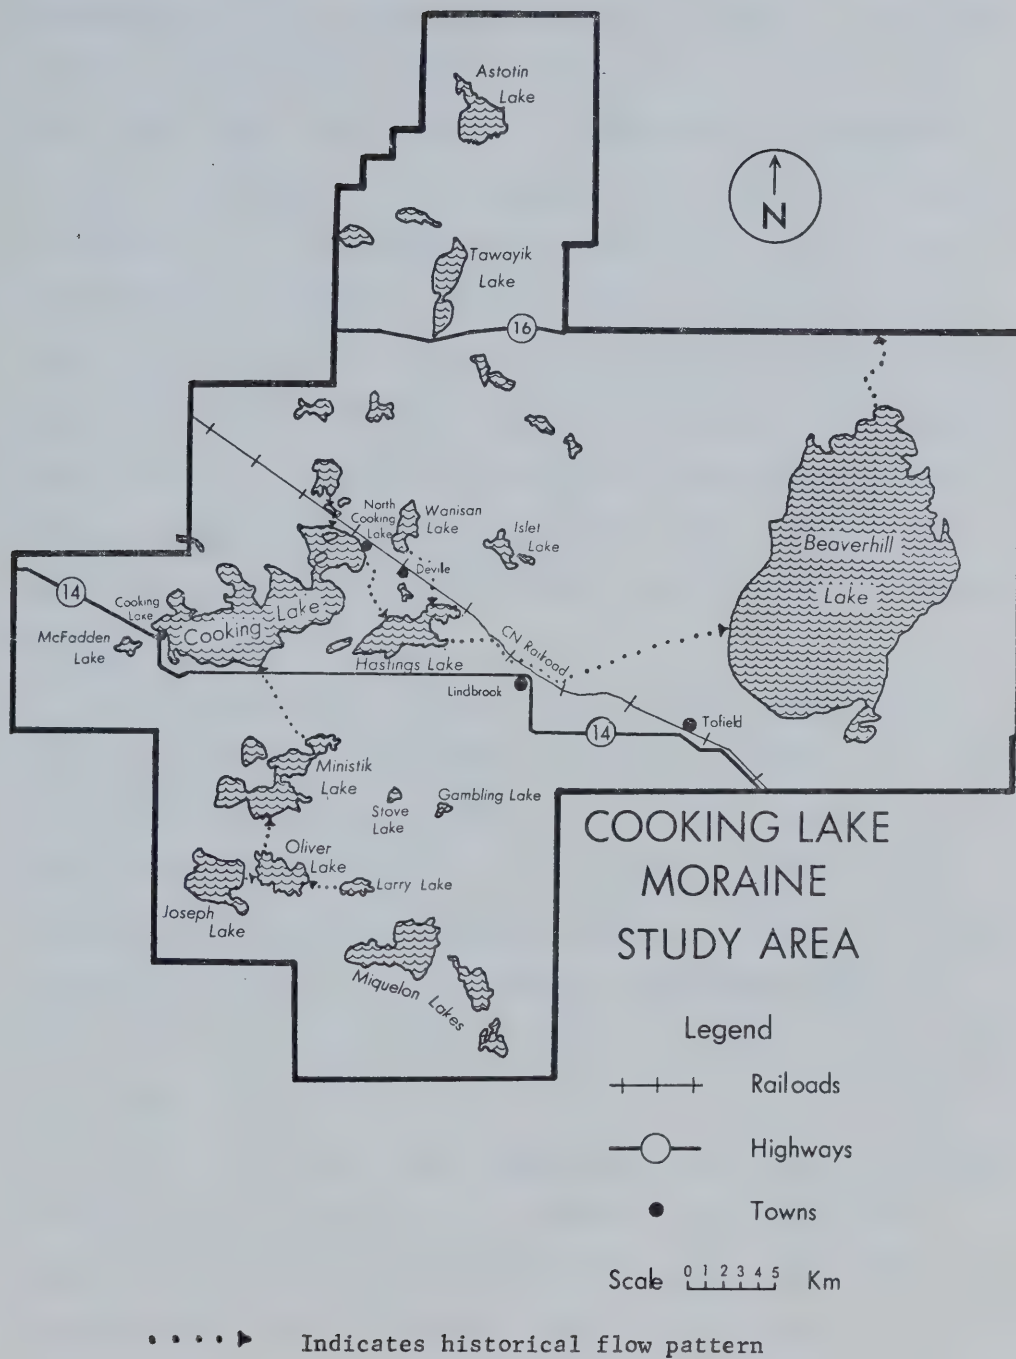 Astotin
Lake
N
Tawayik
Lake
16
North
Cooking
Lake
Wanisan
Lake
Islet
Lake
Beaverhill
Lake
Deville
14
Cooking
Lake
McFadden
Lake
Cooking Lake
Hastings Lake
CN Railroad
Lindbrook
Tofield
14
Ministik
Lake
Stove
Lake
Gambling Lake
Oliver
Lake
Larry Lake
Joseph
Lake
Miquelon Lakes
COOKING LAKE
MORAINE
STUDY AREA
Legend
Railoads
Highways
Towns
Scale 0 1 2 3 4 5 Km
Indicates historical flow pattern